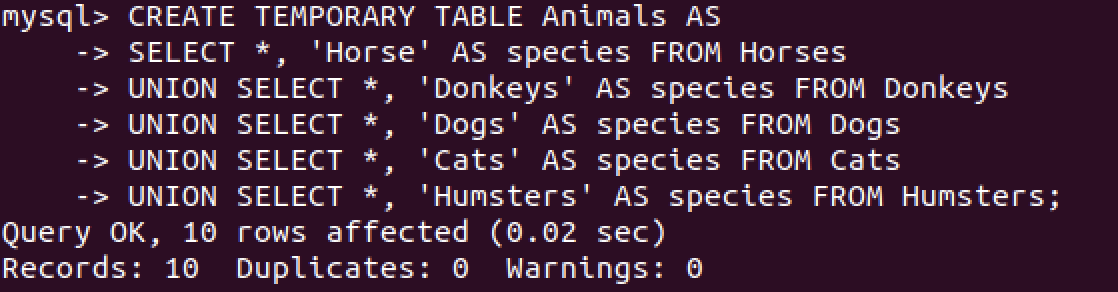 mysql> CREATE TEMPORARY TABLE Animals AS
    -> SELECT *, 'Horse' AS species FROM Horses
    -> UNION SELECT *, 'Donkeys' AS species FROM Donkeys
    -> UNION SELECT *, 'Dogs' AS species FROM Dogs
    -> UNION SELECT *, 'Cats' AS species FROM Cats
    -> UNION SELECT *, 'Humsters' AS species FROM Humsters;
Query OK, 10 rows affected (0.02 sec)
Records: 10  Duplicates: 0  Warnings: 0